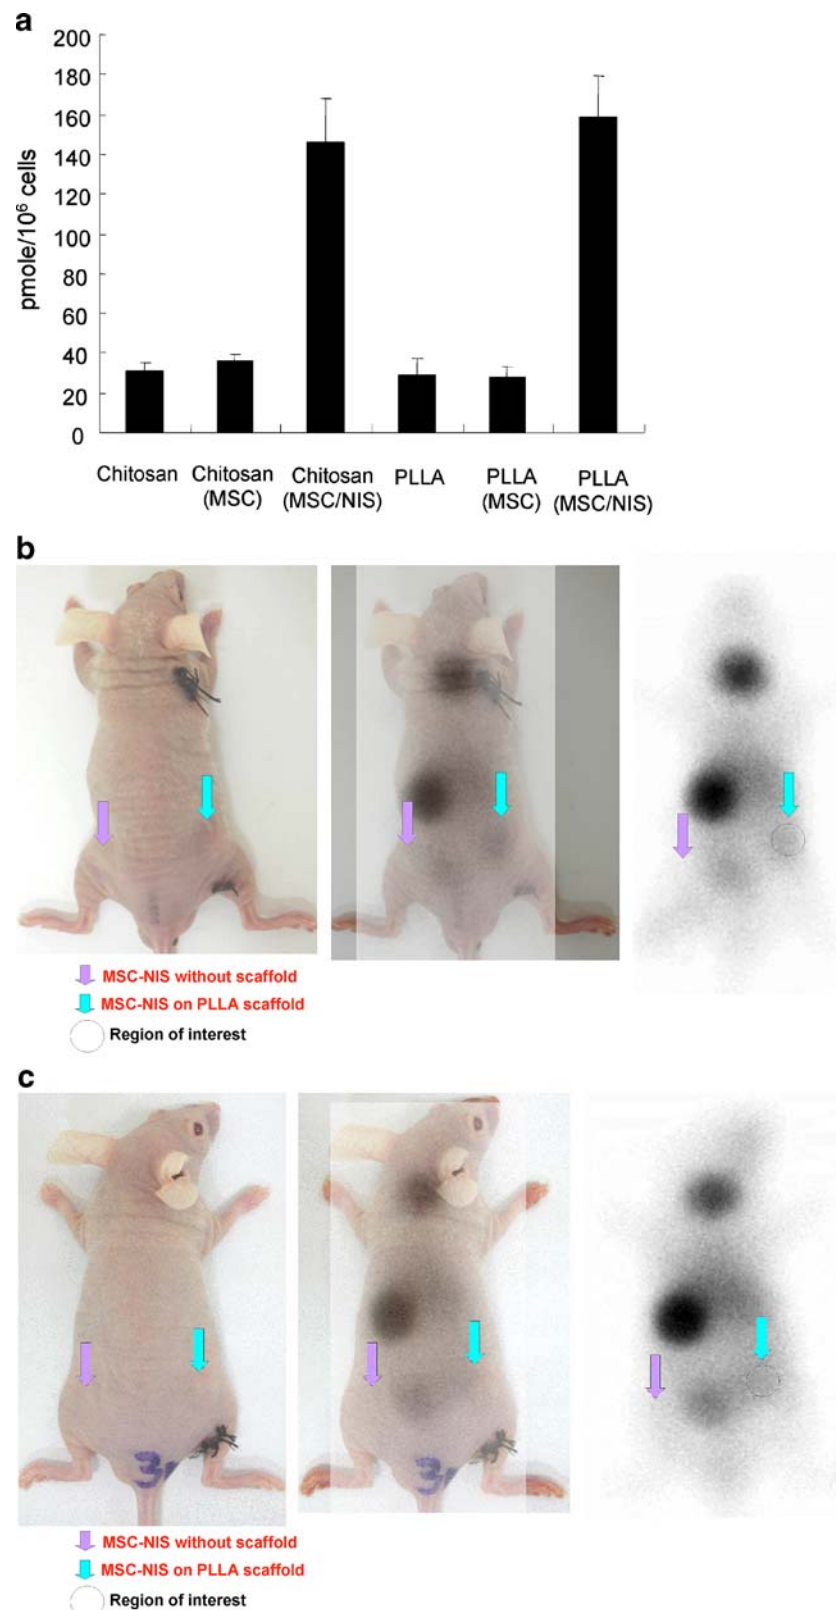 a
200
180
160
140
120
100
80
60
40
20
0
pmole/10⁶ cells
Chitosan
Chitosan
(MSC)
Chitosan
(MSC/NIS)
PLLA
PLLA
(MSC)
PLLA
(MSC/NIS)
b
MSC-NIS without scaffold
MSC-NIS on PLLA scaffold
Region of interest
c
MSC-NIS without scaffold
MSC-NIS on PLLA scaffold
Region of interest